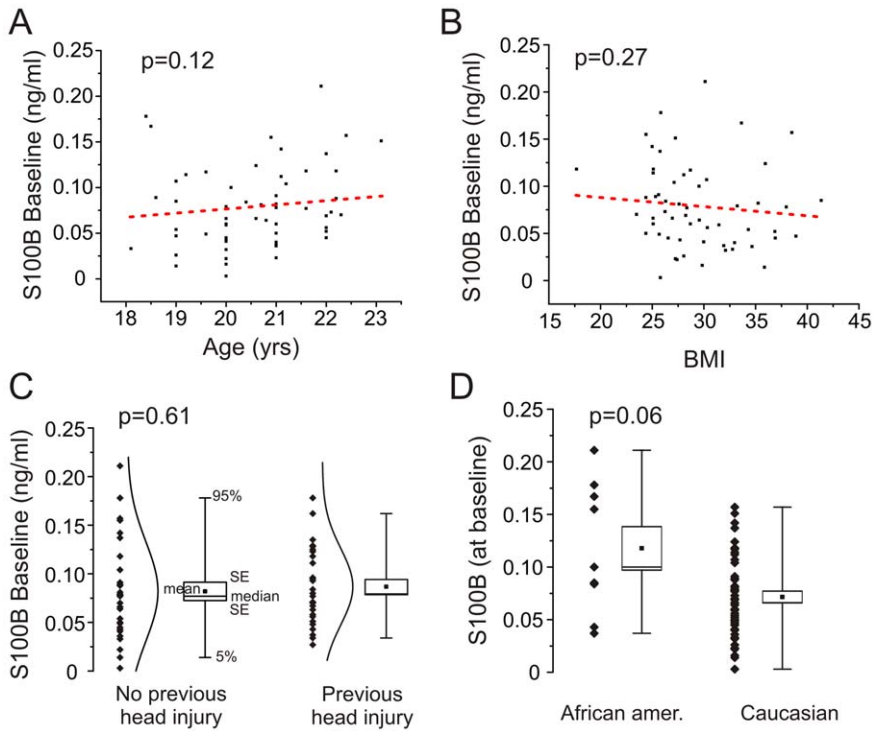 A
p=0.12
S100B Baseline (ng/ml)
0.25
0.20
0.15
0.10
0.05
0
18 19 20 21 22 23
Age (yrs)
B
p=0.27
S100B Baseline (ng/ml)
0.25
0.20
0.15
0.10
0.05
0
15 20 25 30 35 40 45
BMI
C
p=0.61
S100B Baseline (ng/ml)
0.25
0.20
0.15
0.10
0.05
0
95%
SE
mean
median
SE
5%
No previous
head injury
Previous
head injury
D
p=0.06
S100B (at baseline)
0.25
0.20
0.15
0.10
0.05
0
African amer.
Caucasian